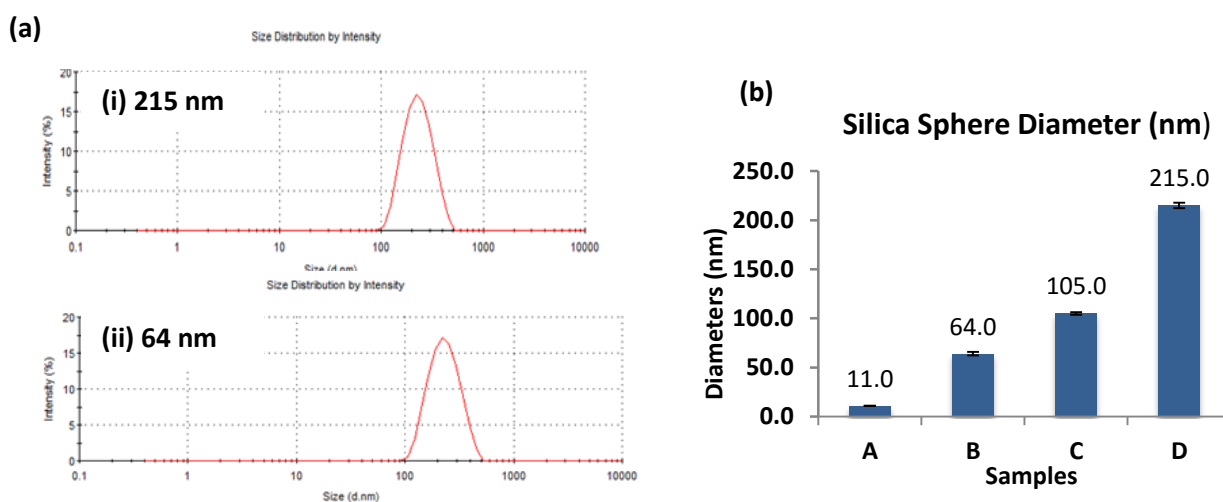 (a)
Size Distribution by Intensity
(i) 215 nm
Intensity (%)
20
15
10
5
0
0.1 1 10 100 1000 10000
Size (d.nm)
Size Distribution by Intensity
(ii) 64 nm
Intensity (%)
20
15
10
5
0
0.1 1 10 100 1000 10000
Size (d.nm)
(b)
Silica Sphere Diameter (nm)
Diameters (nm)
250.0
200.0
150.0
100.0
50.0
0.0
11.0
64.0
105.0
215.0
A B C D
Samples